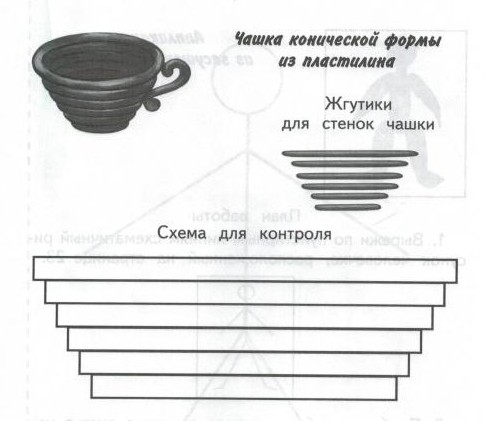 Чашка конической формы
из пластилина
Жгутики
для стенок чашки
Схема для контроля